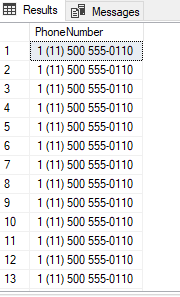 Results Messages
PhoneNumber
1 1 (11) 500 555-0110
2 1 (11) 500 555-0110
3 1 (11) 500 555-0110
4 1 (11) 500 555-0110
5 1 (11) 500 555-0110
6 1 (11) 500 555-0110
7 1 (11) 500 555-0110
8 1 (11) 500 555-0110
9 1 (11) 500 555-0110
10 1 (11) 500 555-0110
11 1 (11) 500 555-0110
12 1 (11) 500 555-0110
13 1 (11) 500 555-0110